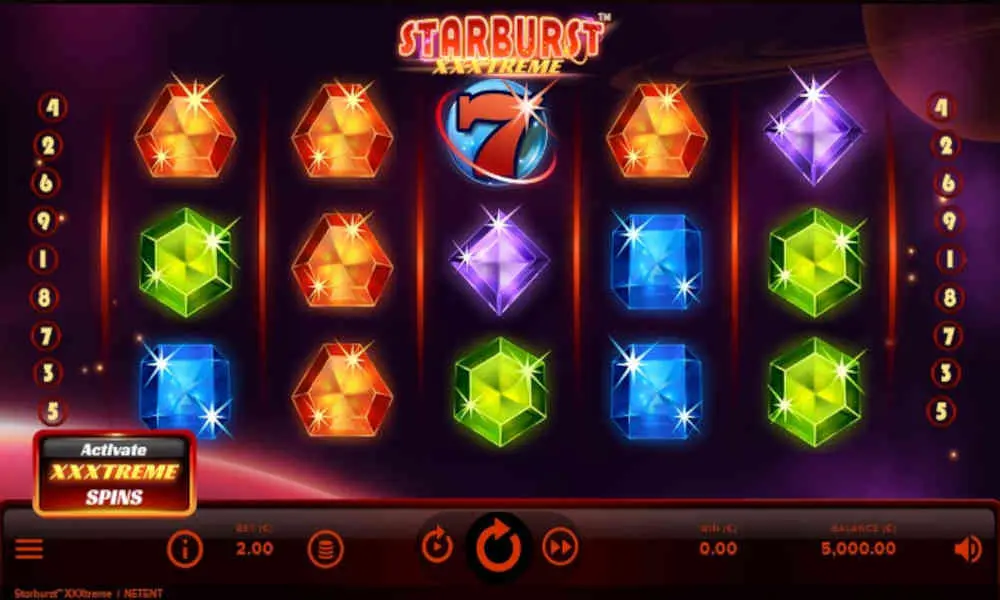 STARBURST™
XXXTREME
4
2
6
9
1
8
7
3
5
7
4
2
6
9
1
8
7
3
5
Activate
XXXTREME
SPINS
BET (€)
2.00
WIN (€)
0.00
BALANCE (€)
5,000.00
Starburst™ XXXtreme / NETENT